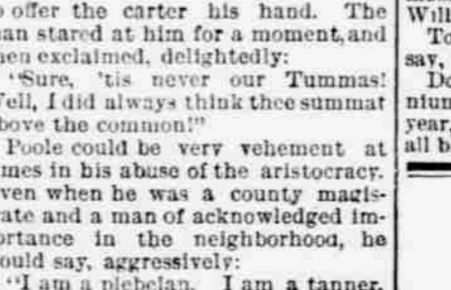 offer the carter his hand. The
an stared at him for a moment, and
en exclaimed, delightedly:
"Sure, 'tis never our Tummas!
ell, I did always think thee summat
bove the common!"
Poole could be very vehement at
mes in his abuse of the aristocracy.
ven when he was a county magis-
ate and a man of acknowledged im-
ortance in the neighborhood, he
ould say, aggressively:
"I am a plebeian. I am a tanner.
Will
To
say,
De
nium
year,
all b